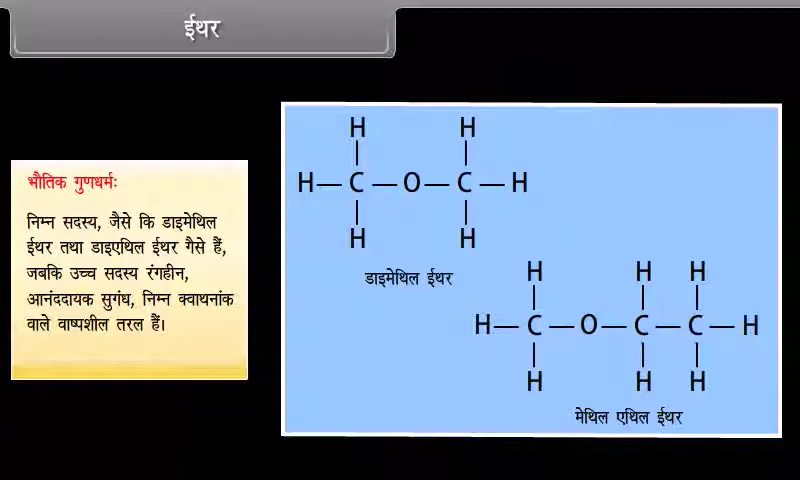 ईथर
भौतिक गुणधर्मः
निम्न सदस्य, जैसे कि डाइमेथिल
ईथर तथा डाइएथिल ईथर गैसे हैं,
जबकि उच्च सदस्य रंगहीन,
आनंददायक सुगंध, निम्न क्वाथनांक
वाले वाष्पशील तरल हैं।
H H
H — C — O — C — H
H H
डाइमेथिल ईथर
H H H
H — C — O — C — C — H
H H H
मेथिल एथिल ईथर